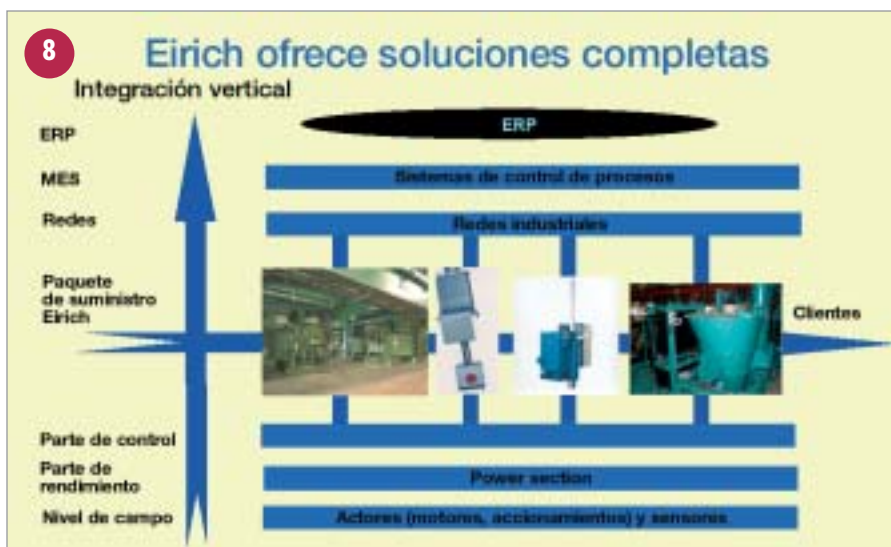 8
Eirich ofrece soluciones completas
Integración vertical
ERP
ERP
MES
Sistemas de control de procesos
Redes
Redes industriales
Paquete
de suministro
Eirich
Clientes
Parte de control
Parte de
rendimiento
Power section
Nivel de campo
Actores (motores, accionamientos) y sensores